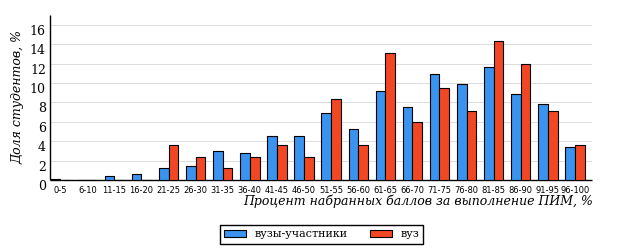 Доля студентов, %
16
14
12
10
8
6
4
2
0
0-5 6-10 11-15 16-20 21-25 26-30 31-35 36-40 41-45 46-50 51-55 56-60 61-65 66-70 71-75 76-80 81-85 86-90 91-95 96-100
Процент набранных баллов за выполнение ПИМ, %
вузы-участники вуз